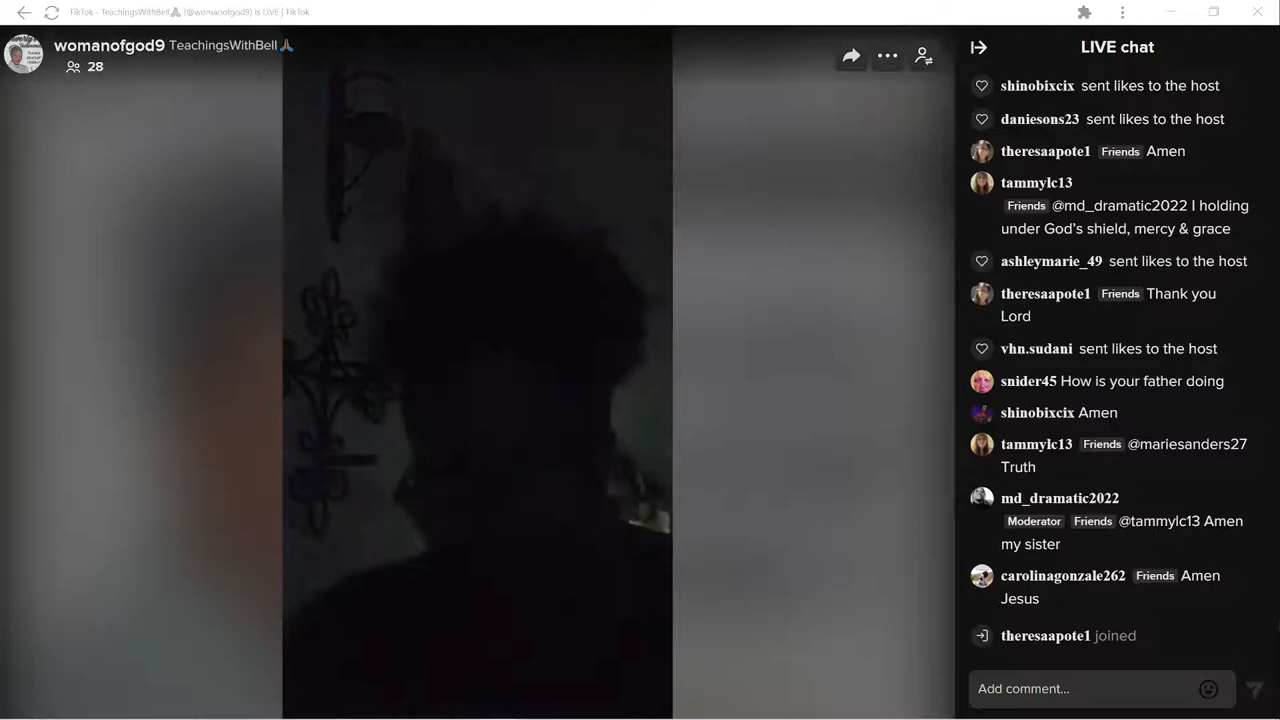 TikTok - TeachingsWithBell🙏 (@womanofgod9) is LIVE | TikTok
womanofgod9 TeachingsWithBell🙏🏾
28
LIVE chat
shinobixcix sent likes to the host
daniesons23 sent likes to the host
theresaapote1 Friends Amen
tammylc13
Friends @md_dramatic2022 I holding
under God's shield, mercy & grace
ashleymarie_49 sent likes to the host
theresaapote1 Friends Thank you
Lord
vhn.sudani sent likes to the host
snider45 How is your father doing
shinobixcix Amen
tammylc13 Friends @mariesanders27
Truth
md_dramatic2022
Moderator Friends @tammylc13 Amen
my sister
carolinagonzale262 Friends Amen
Jesus
theresaapote1 joined
Add comment...